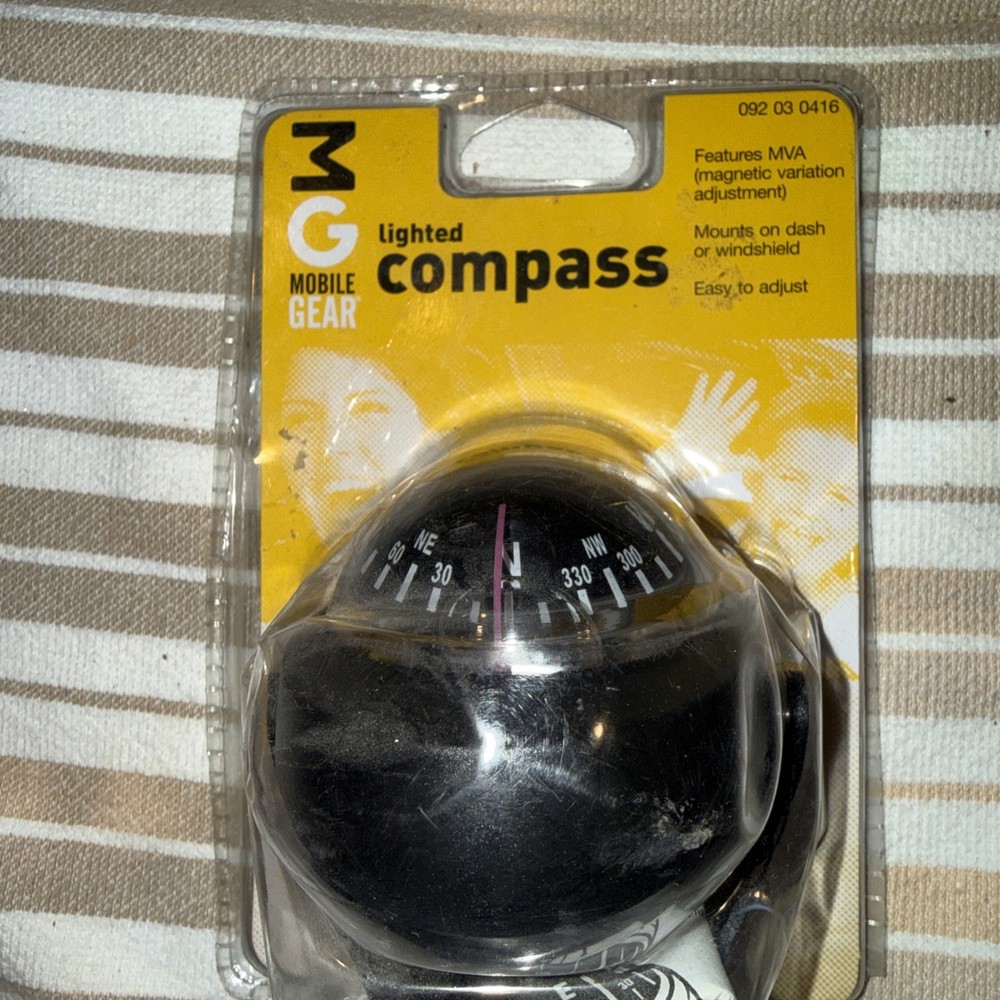 092 03 0416
MG
MOBILE
GEAR
lighted
compass
Features MVA
(magnetic variation
adjustment)
Mounts on dash
or windshield
Easy to adjust
60 NE 30 N 330 NW 300
E
30